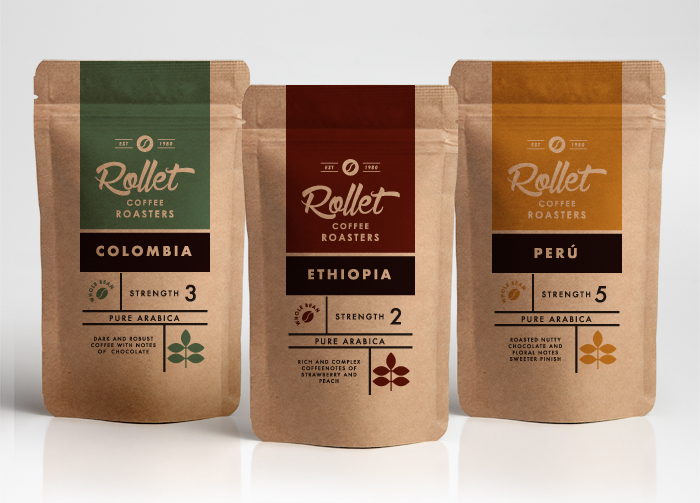 EST 1980
Rollet
COFFEE
ROASTERS
COLOMBIA
WHOLE BEAN
STRENGTH 3
PURE ARABICA
DARK AND ROBUST
COFFEE WITH NOTES
OF CHOCOLATE
EST 1980
Rollet
COFFEE
ROASTERS
ETHIOPIA
WHOLE BEAN
STRENGTH 2
PURE ARABICA
RICH AND COMPLEX
COFFEENOTES OF
STRAWBERRY AND
PEACH
EST 1980
Rollet
COFFEE
ROASTERS
PERÚ
WHOLE BEAN
STRENGTH 5
PURE ARABICA
ROASTED NUTTY
CHOCOLATE AND
FLORAL NOTES
SWEETER FINISH